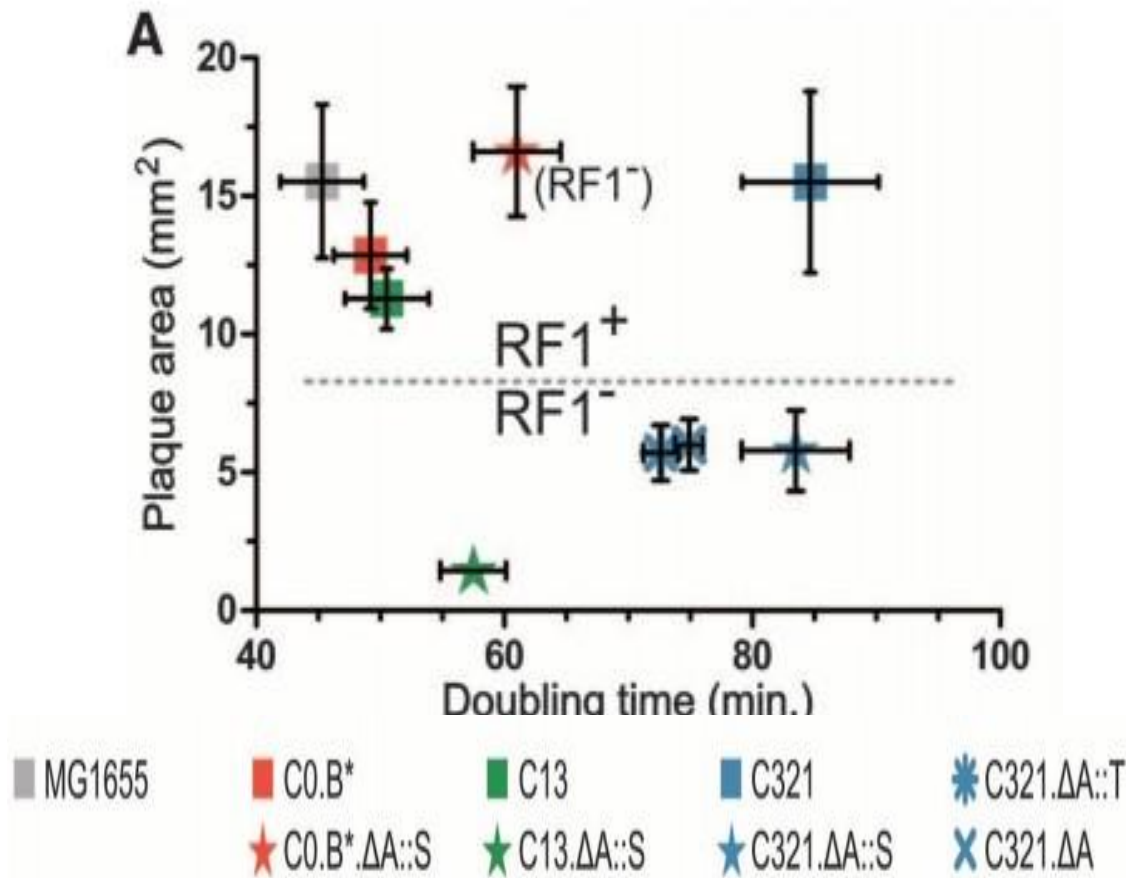 A
20
15
10
5
0
Plaque area (mm²)
(RF1⁻)
RF1⁺
RF1⁻
40 60 80 100
Doubling time (min.)
MG1655 C0.B* C13 C321 C321.ΔA::T
C0.B*.ΔA::S C13.ΔA::S C321.ΔA::S C321.ΔA